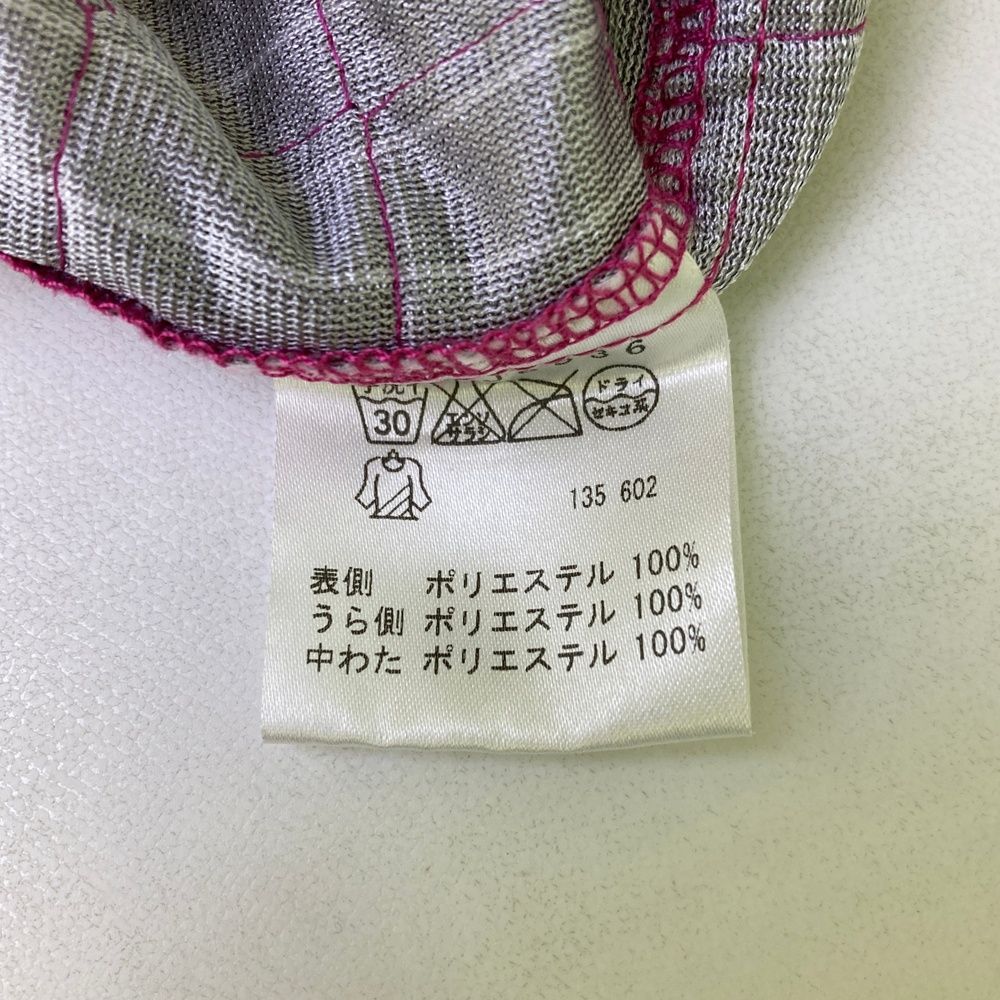 手洗イ
30
エンソ
サラシ
ドライ
セキユ系
135 602
表側 ポリエステル 100%
うら側 ポリエステル 100%
中わた ポリエステル 100%